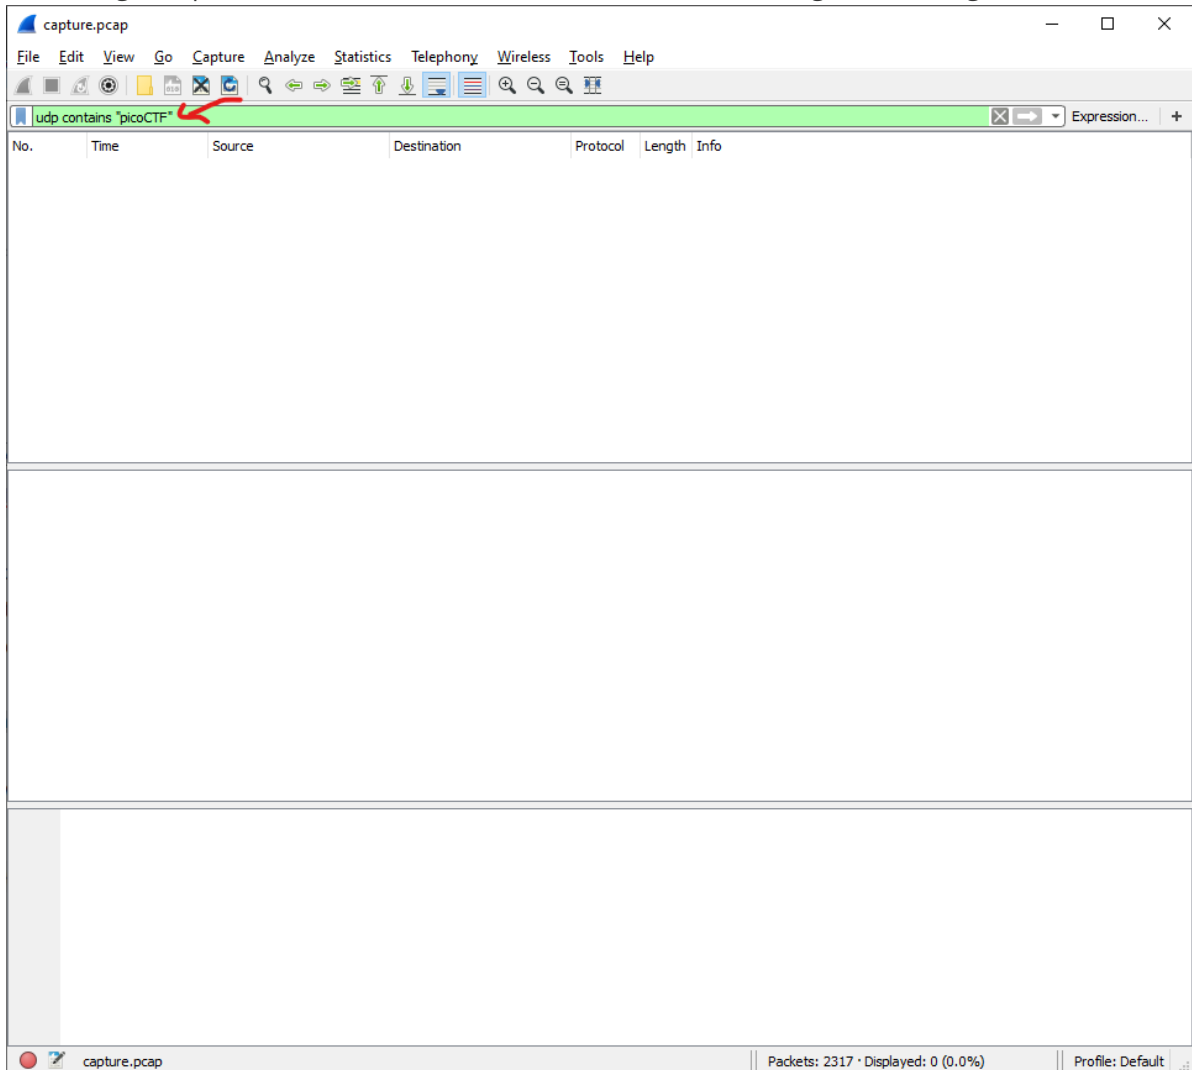 capture.pcap
File Edit View Go Capture Analyze Statistics Telephony Wireless Tools Help
udp contains "picoCTF" Expression... +
No. Time Source Destination Protocol Length Info
capture.pcap Packets: 2317 · Displayed: 0 (0.0%) Profile: Default